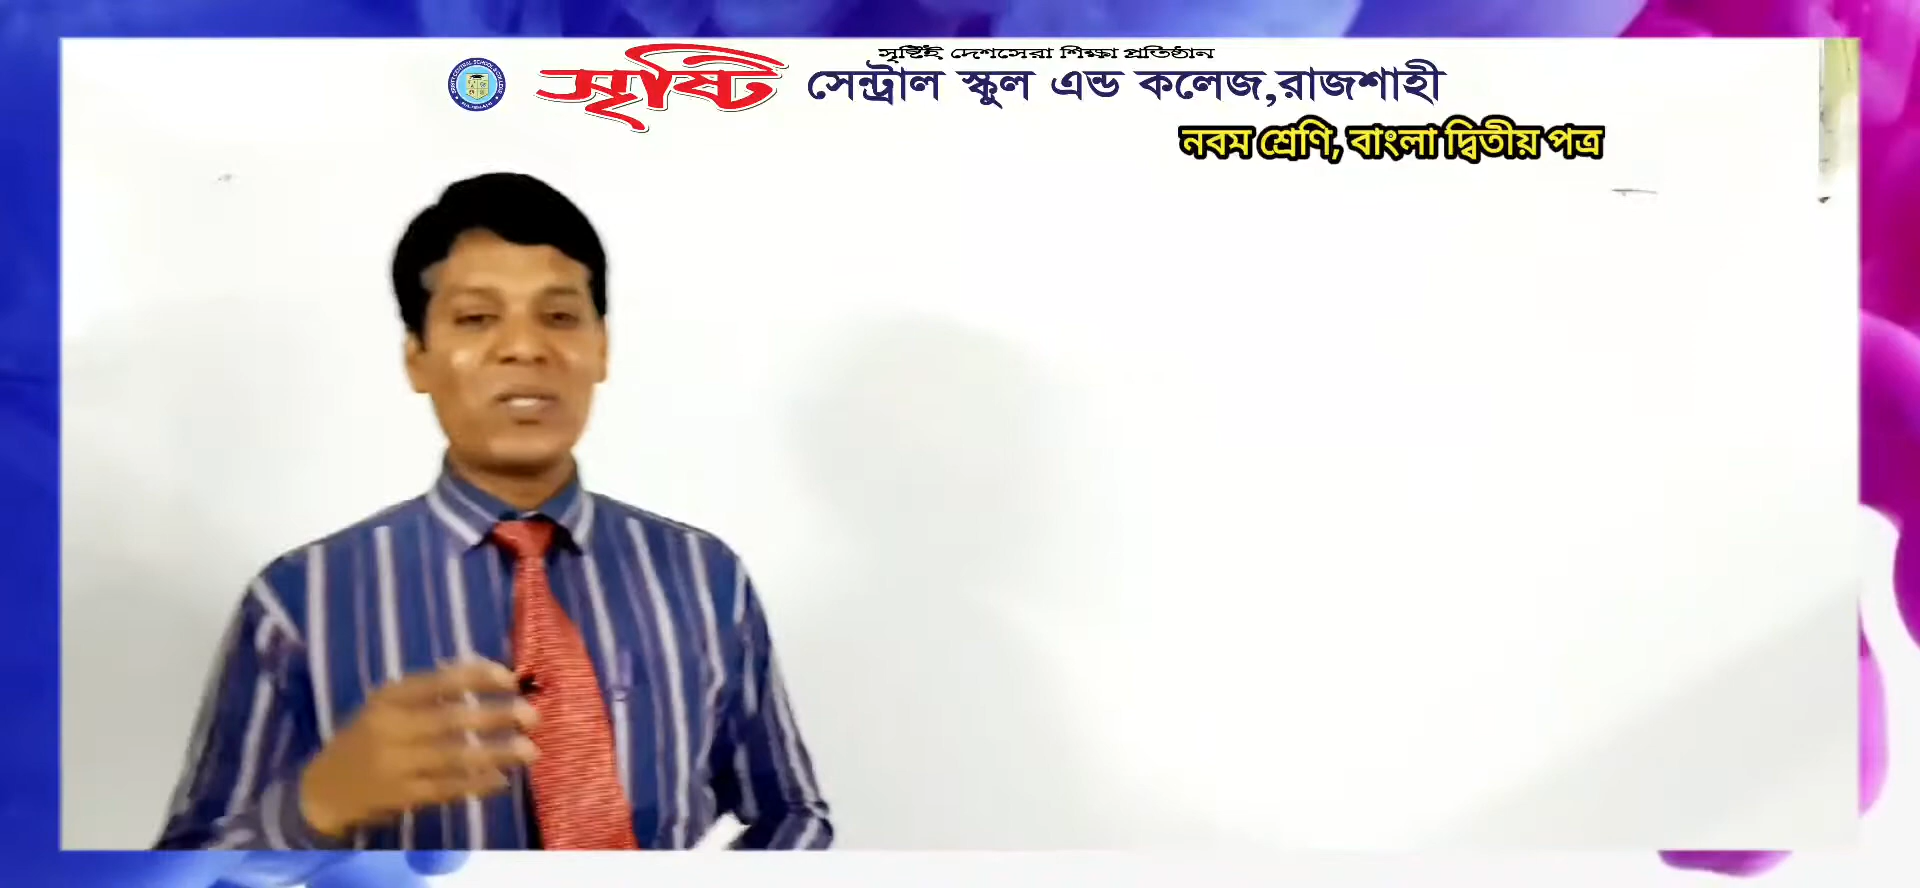 সৃষ্টিই দেশসেরা শিক্ষা প্রতিষ্ঠান
সৃষ্টি সেন্ট্রাল স্কুল এন্ড কলেজ,রাজশাহী
নবম শ্রেণি, বাংলা দ্বিতীয় পত্র